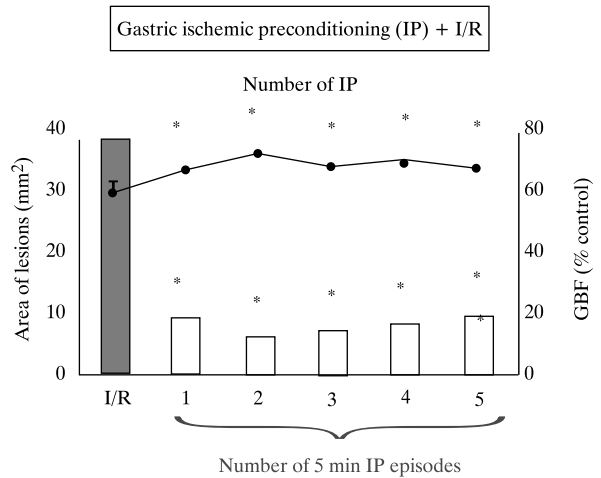 Gastric ischemic preconditioning (IP) + I/R
Number of IP
* * * * * *
40 80
30 60
20 40
10 20
0 0
Area of lesions (mm²)
GBF (% control)
* * * * *
I/R 1 2 3 4 5
Number of 5 min IP episodes